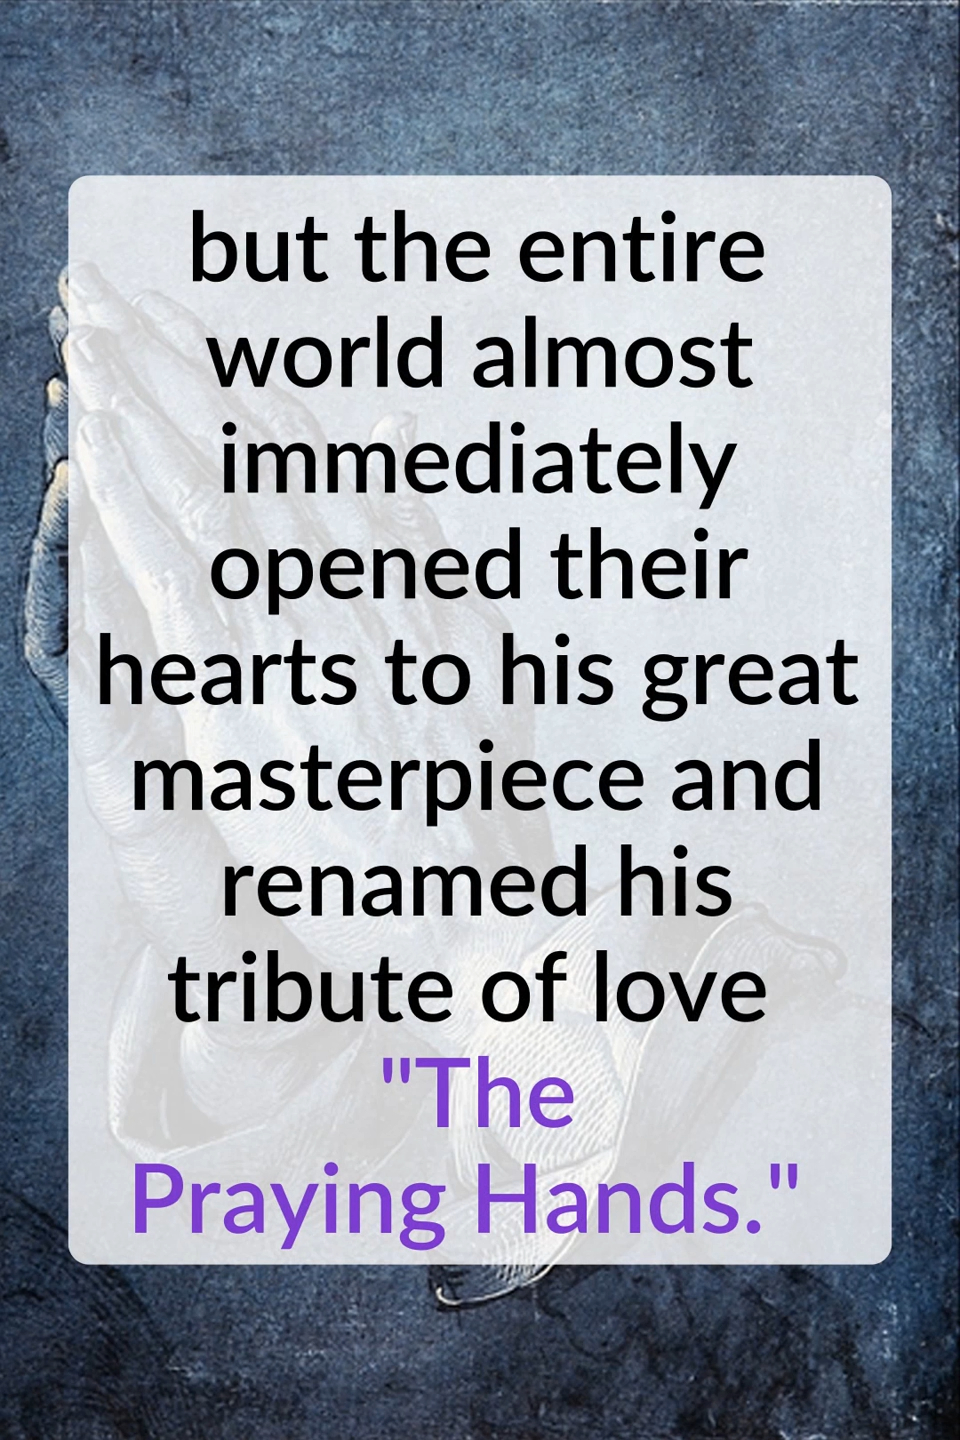 but the entire
world almost
immediately
opened their
hearts to his great
masterpiece and
renamed his
tribute of love
"The
Praying Hands."